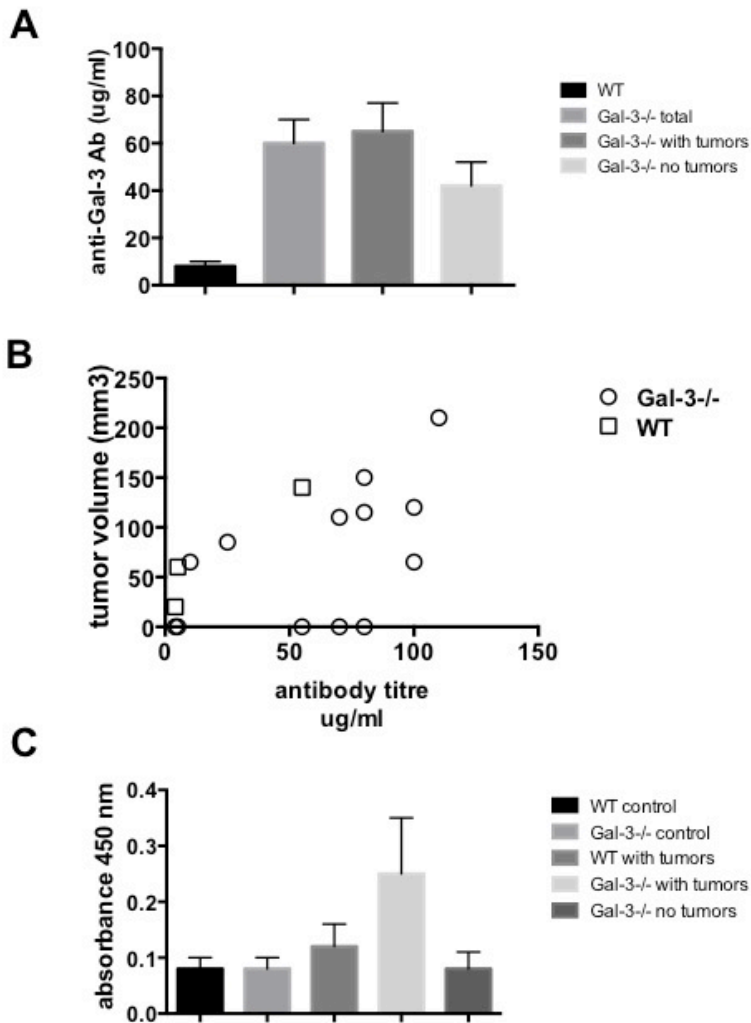 A
anti-Gal-3 Ab (ug/ml)
100
80
60
40
20
0
WT
Gal-3-/- total
Gal-3-/- with tumors
Gal-3-/- no tumors
B
tumor volume (mm3)
250
200
150
100
50
0
0
50
100
150
antibody titre
ug/ml
Gal-3-/-
WT
C
absorbance 450 nm
0.4
0.3
0.2
0.1
0.0
WT control
Gal-3-/- control
WT with tumors
Gal-3-/- with tumors
Gal-3-/- no tumors